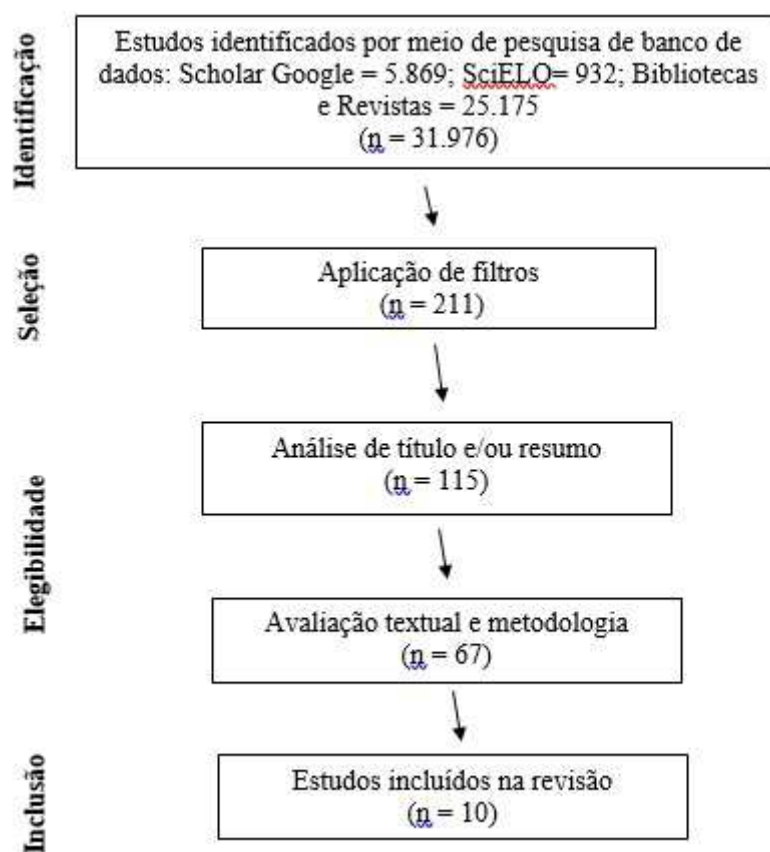 Identificação
Estudos identificados por meio de pesquisa de banco de
dados: Scholar Google = 5.869; SciELO= 932; Bibliotecas
e Revistas = 25.175
(n = 31.976)
Seleção
Aplicação de filtros
(n = 211)
Elegibilidade
Análise de título e/ou resumo
(n = 115)
Avaliação textual e metodologia
(n = 67)
Inclusão
Estudos incluídos na revisão
(n = 10)